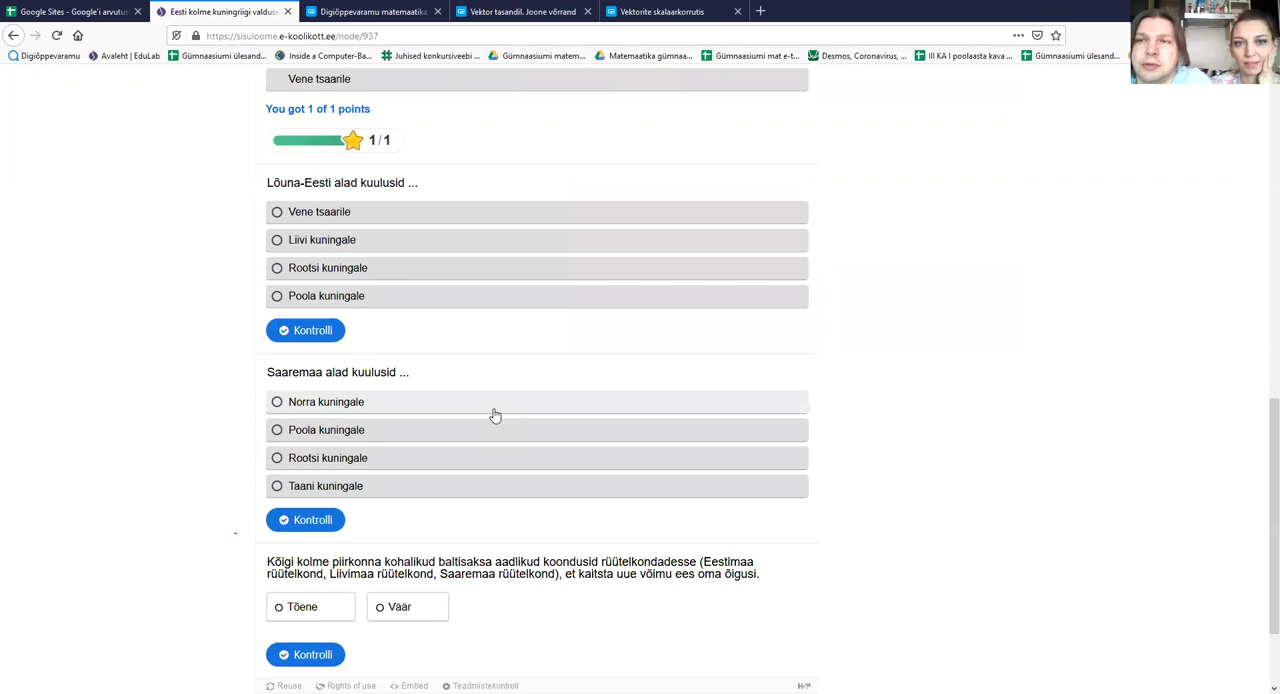 Google Sites - Google'i arvutus
Eesti kolme kuningriigi valduse
Digiõppevaramu matemaatika
Vektor tasandil. Joone võrrand
Vektorite skalaarkorrutis
https://sisuloome.e-koolikott.ee/node/937
Digiõppevaramu
Avaleht | EduLab
Gümnaasiumi ülesand...
Inside a Computer-Ba...
Juhised konkursivebi ...
Gümnaasiumi matem...
Matemaatika gümnaa...
Gümnaasiumi mat e-t...
Desmos, Coronavirus, ...
III KA I poolaasta kava ...
Gümnaasiumi ülesand...
Vene tsaarile
You got 1 of 1 points
1/1
Lõuna-Eesti alad kuulusid ...
Vene tsaarile
Liivi kuningale
Rootsi kuningale
Poola kuningale
Kontrolli
Saaremaa alad kuulusid ...
Norra kuningale
Poola kuningale
Rootsi kuningale
Taani kuningale
Kontrolli
Kõigi kolme piirkonna kohalikud baltisaksa aadlikud koondusid rüütelkondadesse (Eestimaa
rüütelkond, Liivimaa rüütelkond, Saaremaa rüütelkond), et kaitsta uue võimu ees oma õigusi.
Tõene
Väär
Kontrolli
Reuse
Rights of use
<> Embed
Teadmistekontroll
H-P